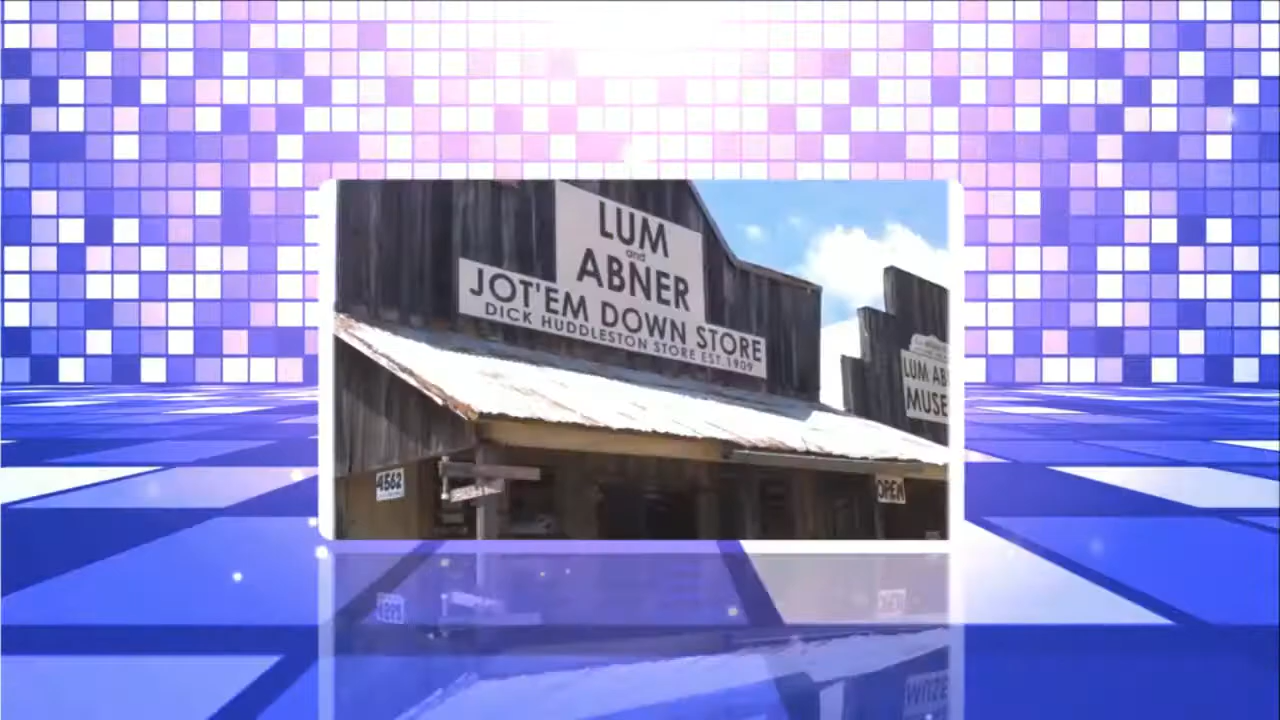 LUM
and
ABNER
JOT'EM DOWN STORE
DICK HUDDLESTON STORE EST. 1909
LUM AB
MUSE
4562
OPEN